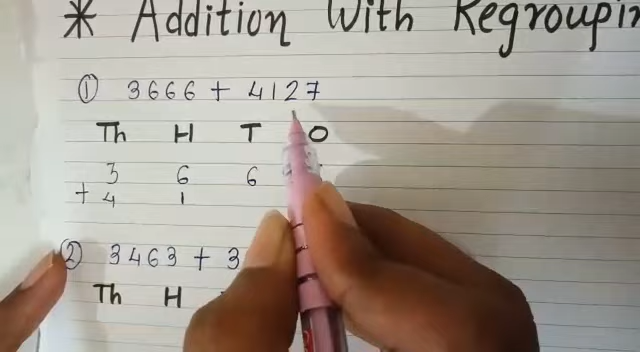 * Addition With Regroupin
① 3666 + 4127
Th H T O
3 6 6
+ 4 1
② 3463 + 3
Th H